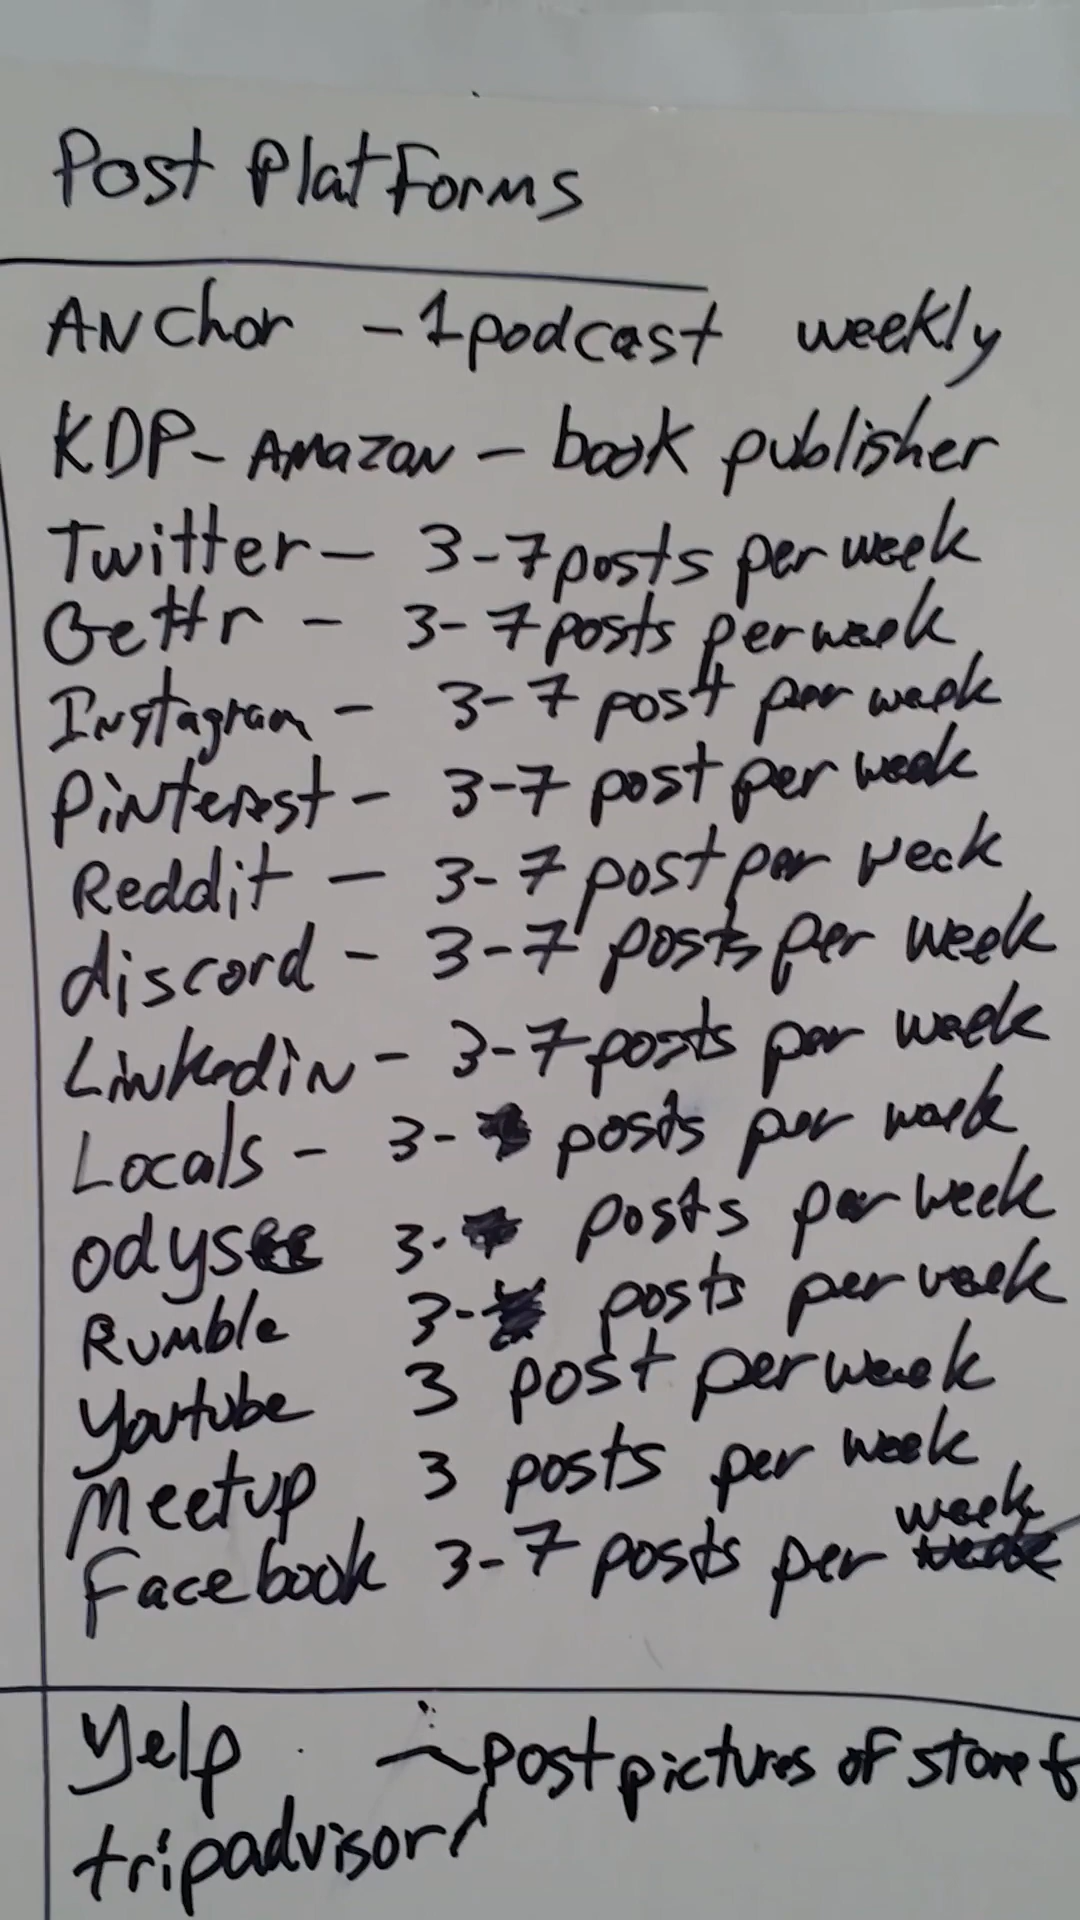 Post Platforms
Anchor - 1 podcast weekly
KDP - Amazon - book publisher
Twitter - 3-7 posts per week
Gettr - 3-7 posts per week
Instagram - 3-7 post per week
Pinterest - 3-7 post per week
Reddit - 3-7 post per week
discord - 3-7 posts per week
Linkedin - 3-7 posts per week
Locals - 3- posts per week
odysee 3- posts per week
Rumble 3- posts per week
Youtube 3 post per week
Meetup 3 posts per week
Facebook 3-7 posts per week
Yelp - post pictures of store
tripadvisor